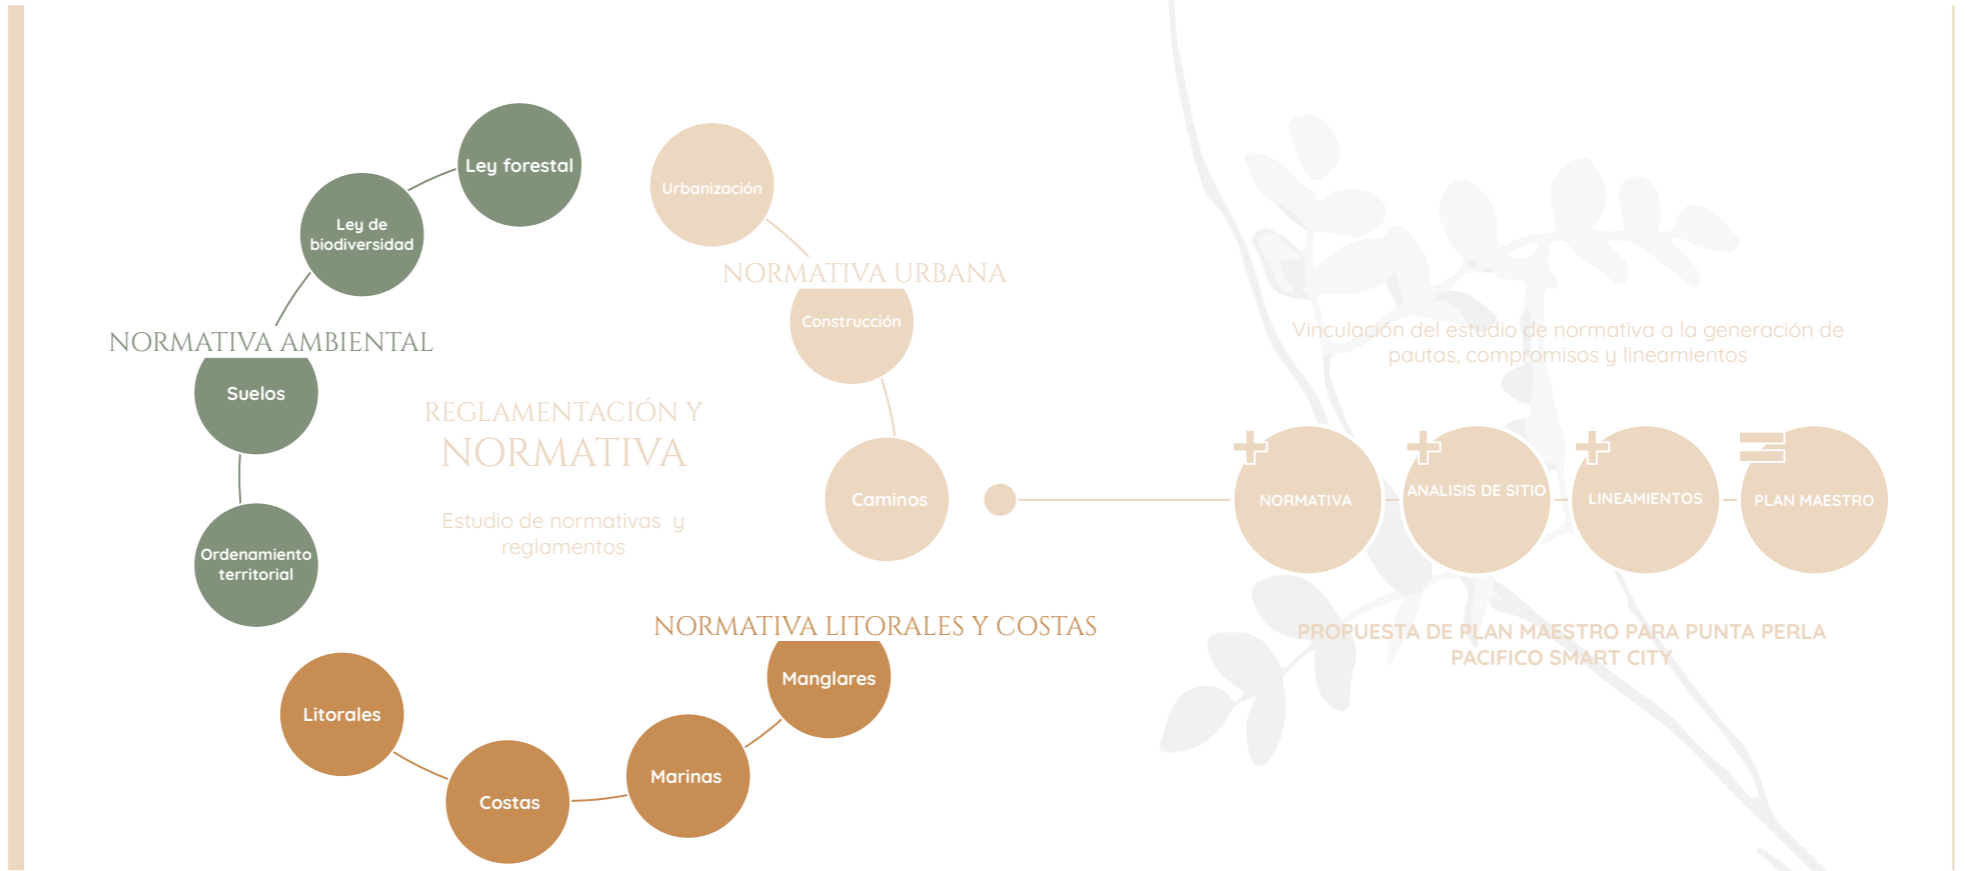 Ley forestal
Ley de
biodiversidad
NORMATIVA AMBIENTAL
Suelos
Ordenamiento
territorial
Urbanización
NORMATIVA URBANA
Construcción
Caminos
REGLAMENTACIÓN Y
NORMATIVA
Estudio de normativas y
reglamentos
NORMATIVA LITORALES Y COSTAS
Litorales
Costas
Marinas
Manglares
Vinculación del estudio de normativa a la generación de
pautas, compromisos y lineamientos
+ + + =
NORMATIVA
ANALISIS DE SITIO
LINEAMIENTOS
PLAN MAESTRO
PROPUESTA DE PLAN MAESTRO PARA PUNTA PERLA
PACIFICO SMART CITY